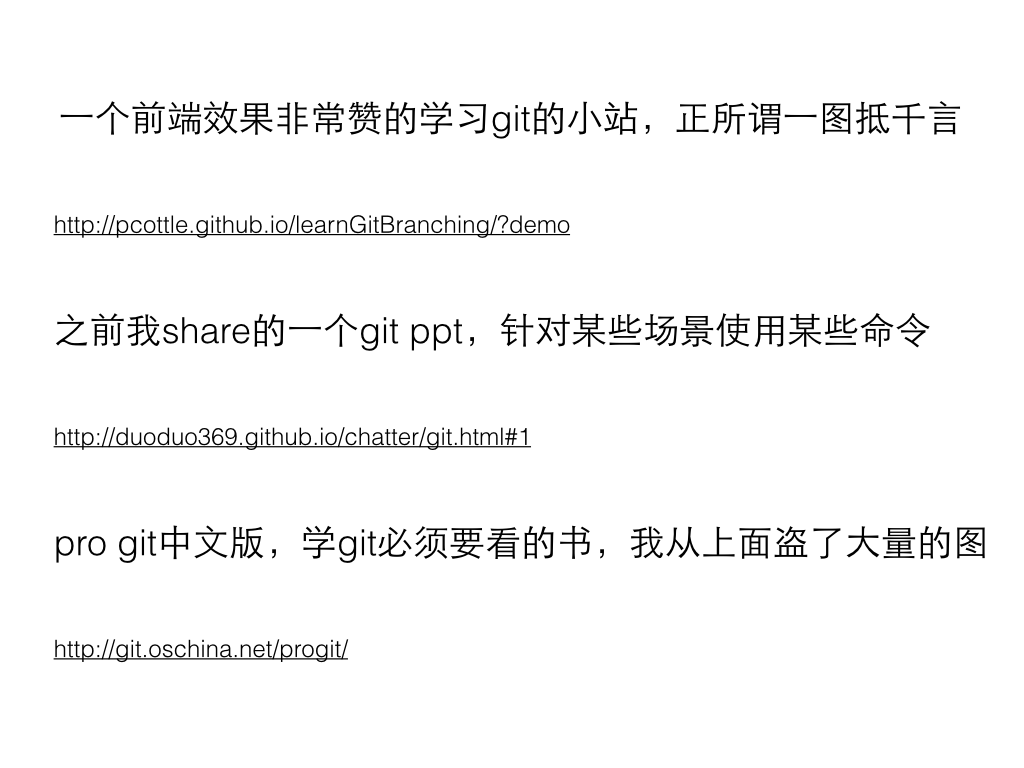 一个前端效果非常赞的学习git的小站，正所谓一图抵千言
http://pcottle.github.io/learnGitBranching/?demo
之前我share的一个git ppt，针对某些场景使用某些命令
http://duoduo369.github.io/chatter/git.html#1
pro git中文版，学git必须要看的书，我从上面盗了大量的图
http://git.oschina.net/progit/